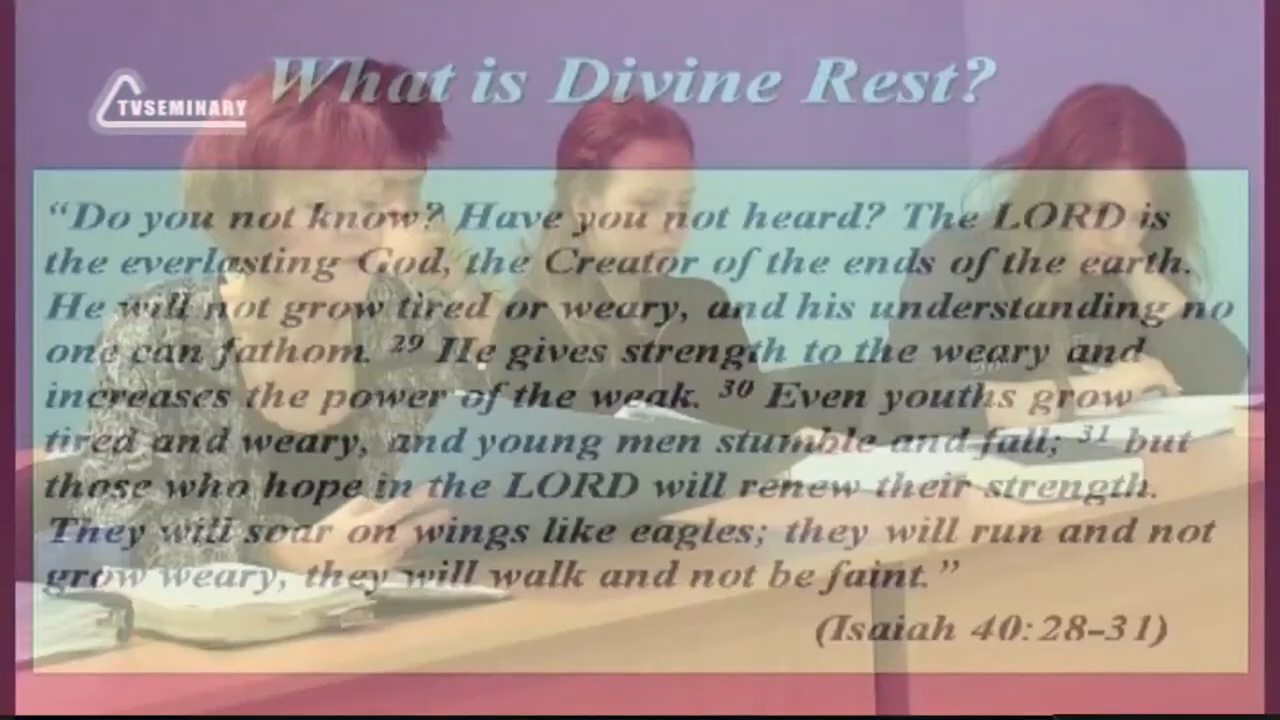 What is Divine Rest?
TVSEMINARY
“Do you not know? Have you not heard? The LORD is
the everlasting God, the Creator of the ends of the earth.
He will not grow tired or weary, and his understanding no
one can fathom. 29 He gives strength to the weary and
increases the power of the weak. 30 Even youths grow
tired and weary, and young men stumble and fall; 31 but
those who hope in the LORD will renew their strength.
They will soar on wings like eagles; they will run and not
grow weary, they will walk and not be faint.”
(Isaiah 40:28–31)